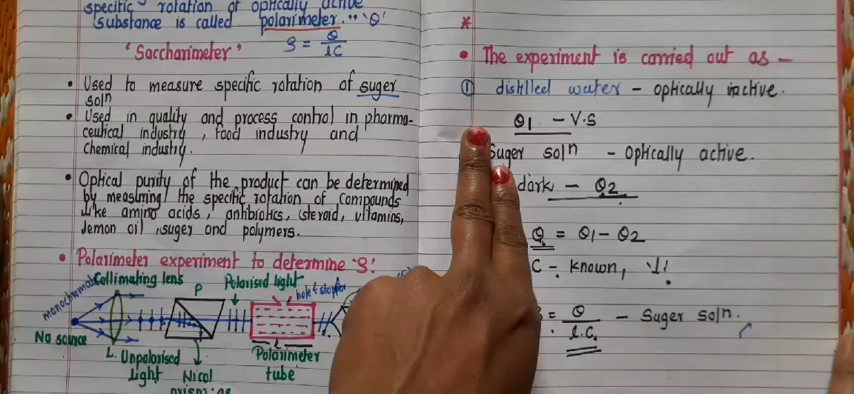 specific rotation of optically active
substance is called polarimeter. "θ"
S = θ/lC
'Saccharimeter'
• Used to measure specific rotation of suger
solⁿ
• Used in quality and process control in pharma-
ceutical industry, food industry and
chemical industry.
• Optical purity of the product can be determined
by measuring the specific rotation of compounds
like amino acids, antibiotics, steroid, vitamins,
lemon oil, suger and polymers.
• Polarimeter experiment to determine 'S'.
Collimating lens
monochromatic
P
Polarised light
hole & stopper
Na source
L
Unpolarised
light
Nicol
prism
Polarimeter
tube
*
• The experiment is carried out as -
① distilled water - optically inactive.
θ1 - V.S
Suger solⁿ - optically active.
dark - θ2
θ = θ1 - θ2
C - known, 'l'.
S = θ/l.C. - Suger solⁿ.